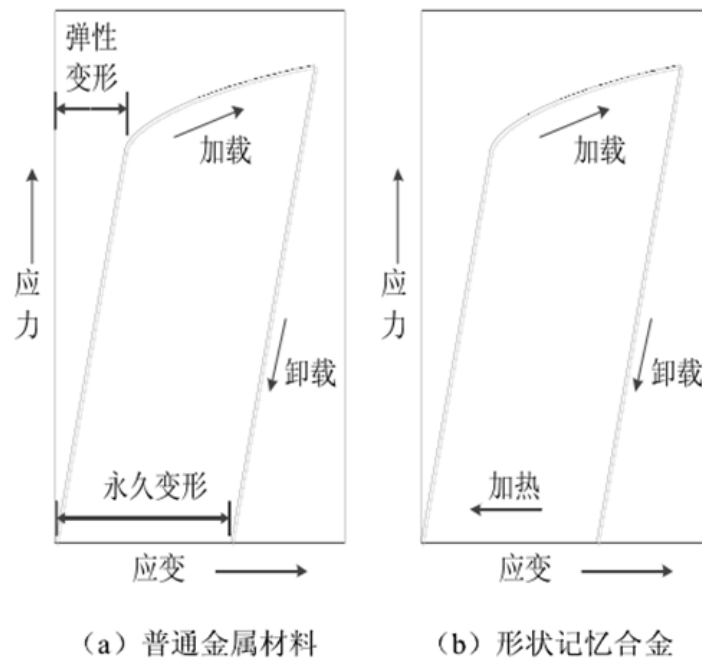 弹性
变形
加载
应
力
卸载
永久变形
应变
(a) 普通金属材料
加载
应
力
卸载
加热
应变
(b) 形状记忆合金